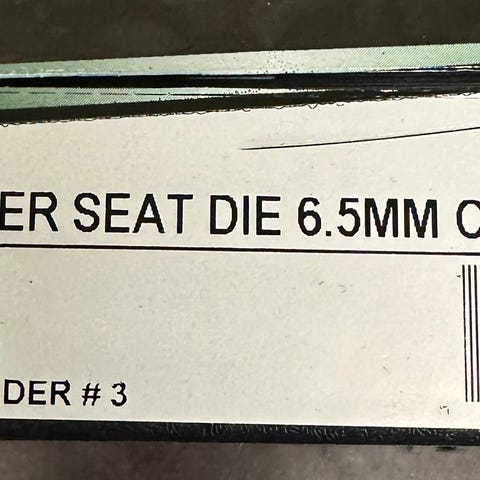 ER SEAT DIE 6.5MM C
DER # 3